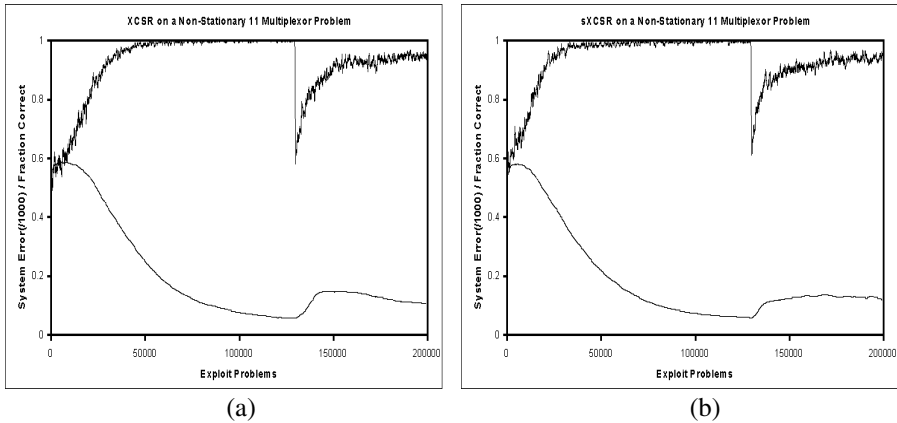 XCSR on a Non-Stationary 11 Multiplexor Problem
System Error(/1000) / Fraction Correct
1
0.8
0.6
0.4
0.2
0
0 50000 100000 150000 200000
Exploit Problems
(a)
sXCSR on a Non-Stationary 11 Multiplexor Problem
System Error(/1000) / Fraction Correct
1
0.8
0.6
0.4
0.2
0
0 50000 100000 150000 200000
Exploit Problems
(b)